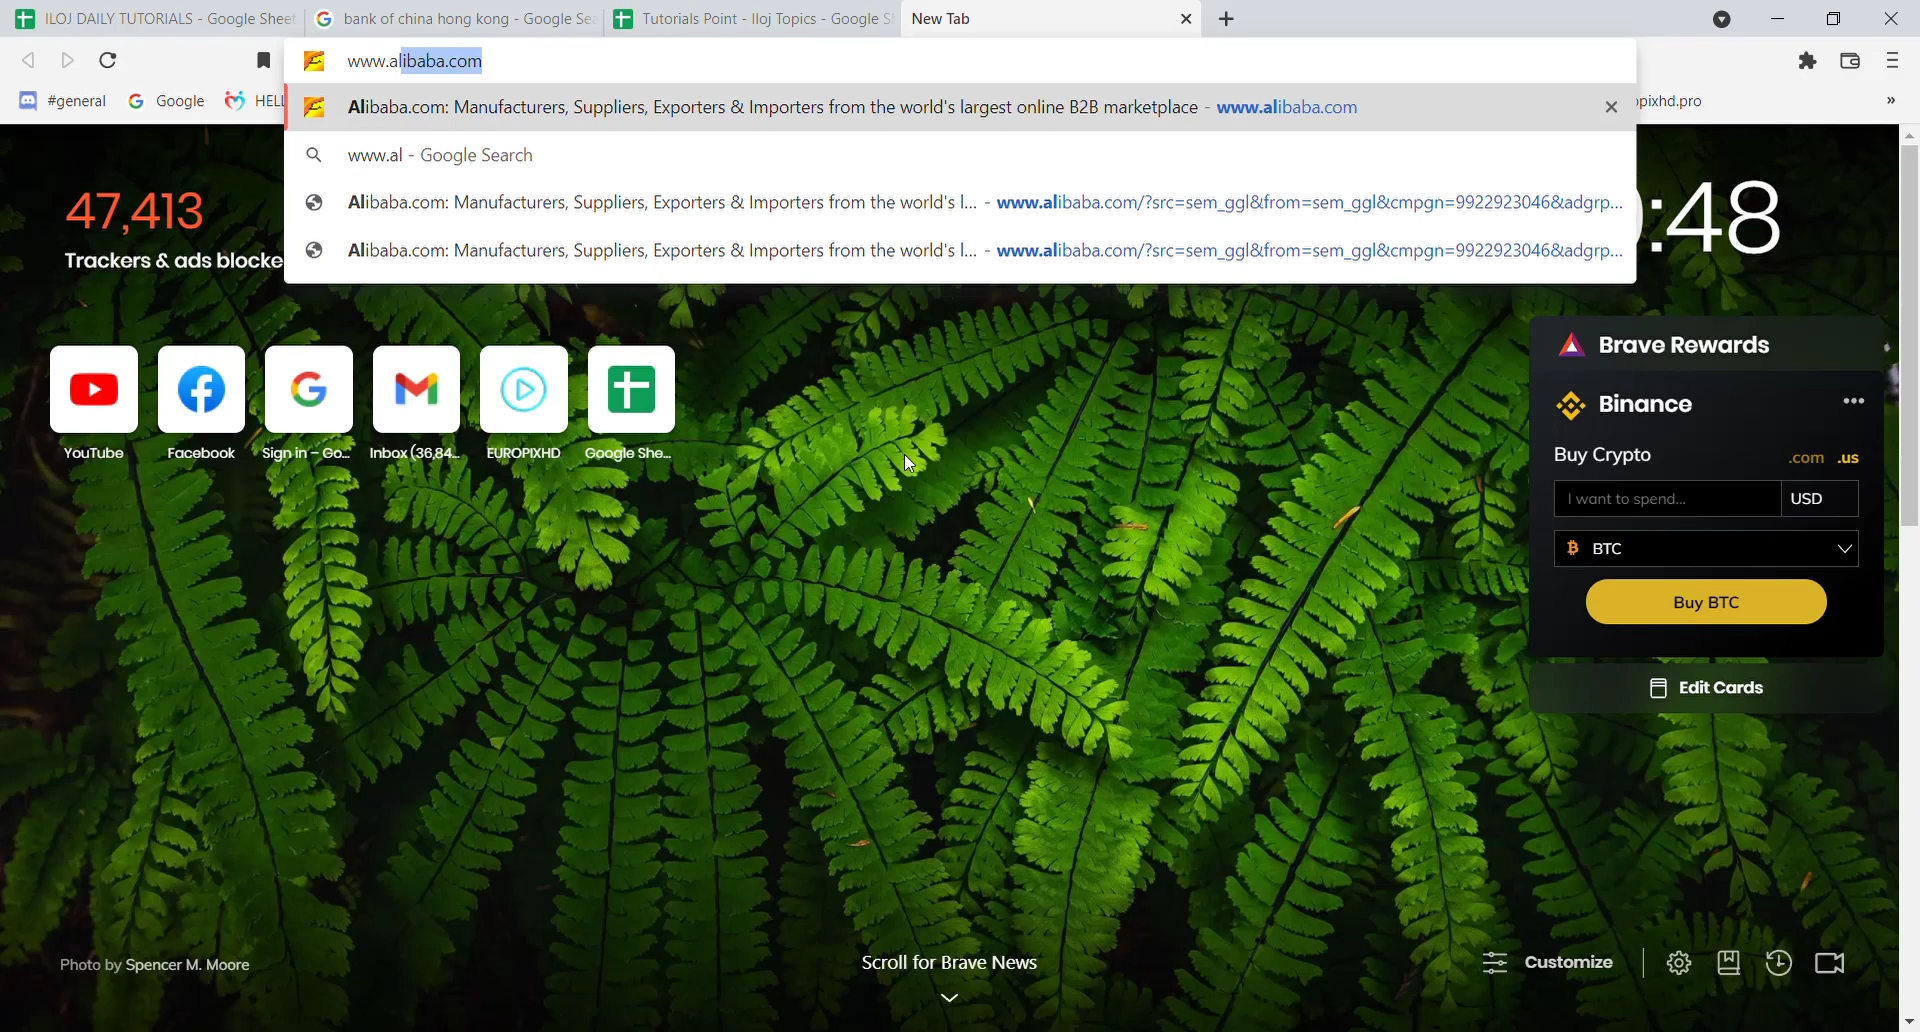 ILOJ DAILY TUTORIALS - Google Sheet
bank of china hong kong - Google Sea
Tutorials Point - Iloj Topics - Google S
New Tab
www.alibaba.com
#general
Google
HELL
Alibaba.com: Manufacturers, Suppliers, Exporters & Importers from the world's largest online B2B marketplace - www.alibaba.com
pixhd.pro
»
www.al - Google Search
Alibaba.com: Manufacturers, Suppliers, Exporters & Importers from the world's l... - www.alibaba.com/?src=sem_ggl&from=sem_ggl&cmpgn=9922923046&adgrp...
Alibaba.com: Manufacturers, Suppliers, Exporters & Importers from the world's l... - www.alibaba.com/?src=sem_ggl&from=sem_ggl&cmpgn=9922923046&adgrp...
47,413
Trackers & ads blocke
:48
YouTube
Facebook
Sign in – Go...
Inbox (36,84...
EUROPIXHD
Google She...
Brave Rewards
Binance
Buy Crypto
.com .us
I want to spend...
USD
BTC
Buy BTC
Edit Cards
Photo by Spencer M. Moore
Scroll for Brave News
Customize